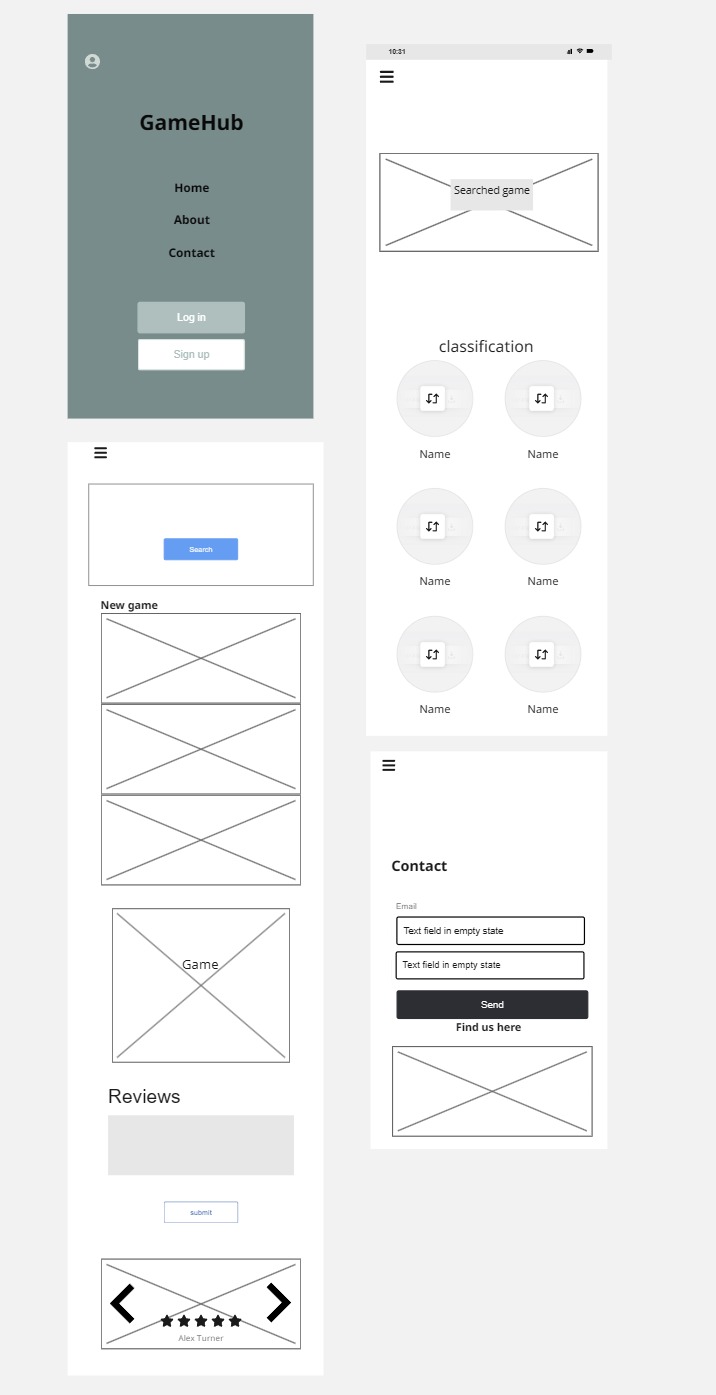 GameHub
Home
About
Contact
Log in
Sign up
Search
New game
Game
Reviews
submit
Alex Turner
10:31
Searched game
classification
Name
Name
Name
Name
Name
Name
Contact
Email
Text field in empty state
Text field in empty state
Send
Find us here